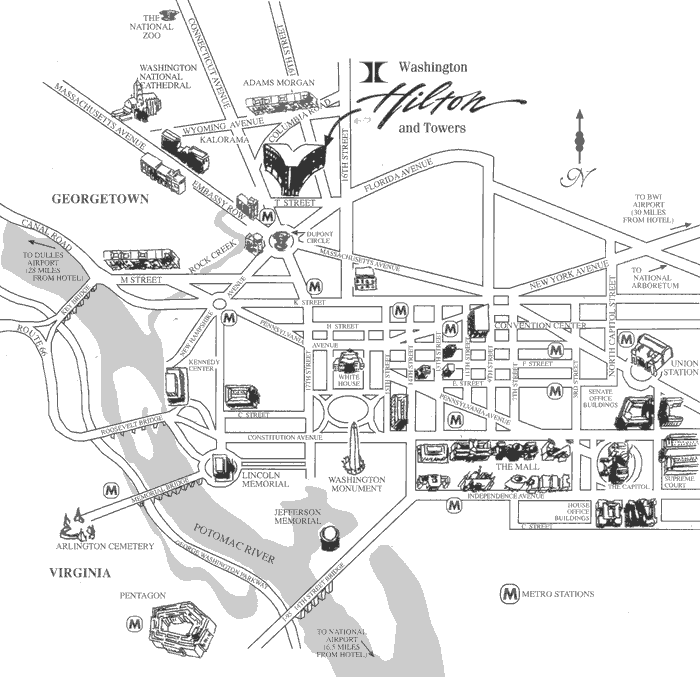 THE
NATIONAL
ZOO
CONNECTICUT AVENUE
19TH STREET
Washington
Hilton
and Towers
WASHINGTON
NATIONAL
CATHEDRAL
ADAMS MORGAN
MASSACHUSETTS AVENUE
WYOMING AVENUE
COLUMBIA ROAD
KALORAMA
16TH STREET
FLORIDA AVENUE
N
GEORGETOWN
EMBASSY ROW
T STREET
M
TO BWI
AIRPORT
(30 MILES
FROM HOTEL)
CANAL ROAD
DUPONT
CIRCLE
ROCK CREEK
TO DULLES
AIRPORT
(28 MILES
FROM HOTEL)
MASSACHUSETTS AVENUE
NEW YORK AVENUE
TO
NATIONAL
ARBORETUM
M STREET
M
AVENUE
K STREET
KEY BRIDGE
ROUTE 66
M
M
NEW HAMPSHIRE
PENNSYLVANIA
AVENUE
H STREET
M
CONVENTION CENTER
NORTH CAPITOL STREET
M
UNION
STATION
KENNEDY
CENTER
17TH STREET
WHITE
HOUSE
15TH STREET
14TH STREET
13TH STREET
11TH STREET
9TH STREET
7TH STREET
M
F STREET
E STREET
3RD STREET
M
SENATE
OFFICE
BUILDINGS
C STREET
PENNSYLVANIA AVENUE
M
ROOSEVELT BRIDGE
CONSTITUTION AVENUE
THE MALL
THE CAPITOL
SUPREME
COURT
LINCOLN
MEMORIAL
WASHINGTON
MONUMENT
M
MEMORIAL BRIDGE
INDEPENDENCE AVENUE
M
HOUSE
OFFICE
BUILDINGS
C STREET
JEFFERSON
MEMORIAL
ARLINGTON CEMETERY
POTOMAC RIVER
GEORGE WASHINGTON PARKWAY
VIRGINIA
PENTAGON
M
I-395 14TH STREET BRIDGE
M METRO STATIONS
TO NATIONAL
AIRPORT
(6.5 MILES
FROM HOTEL)